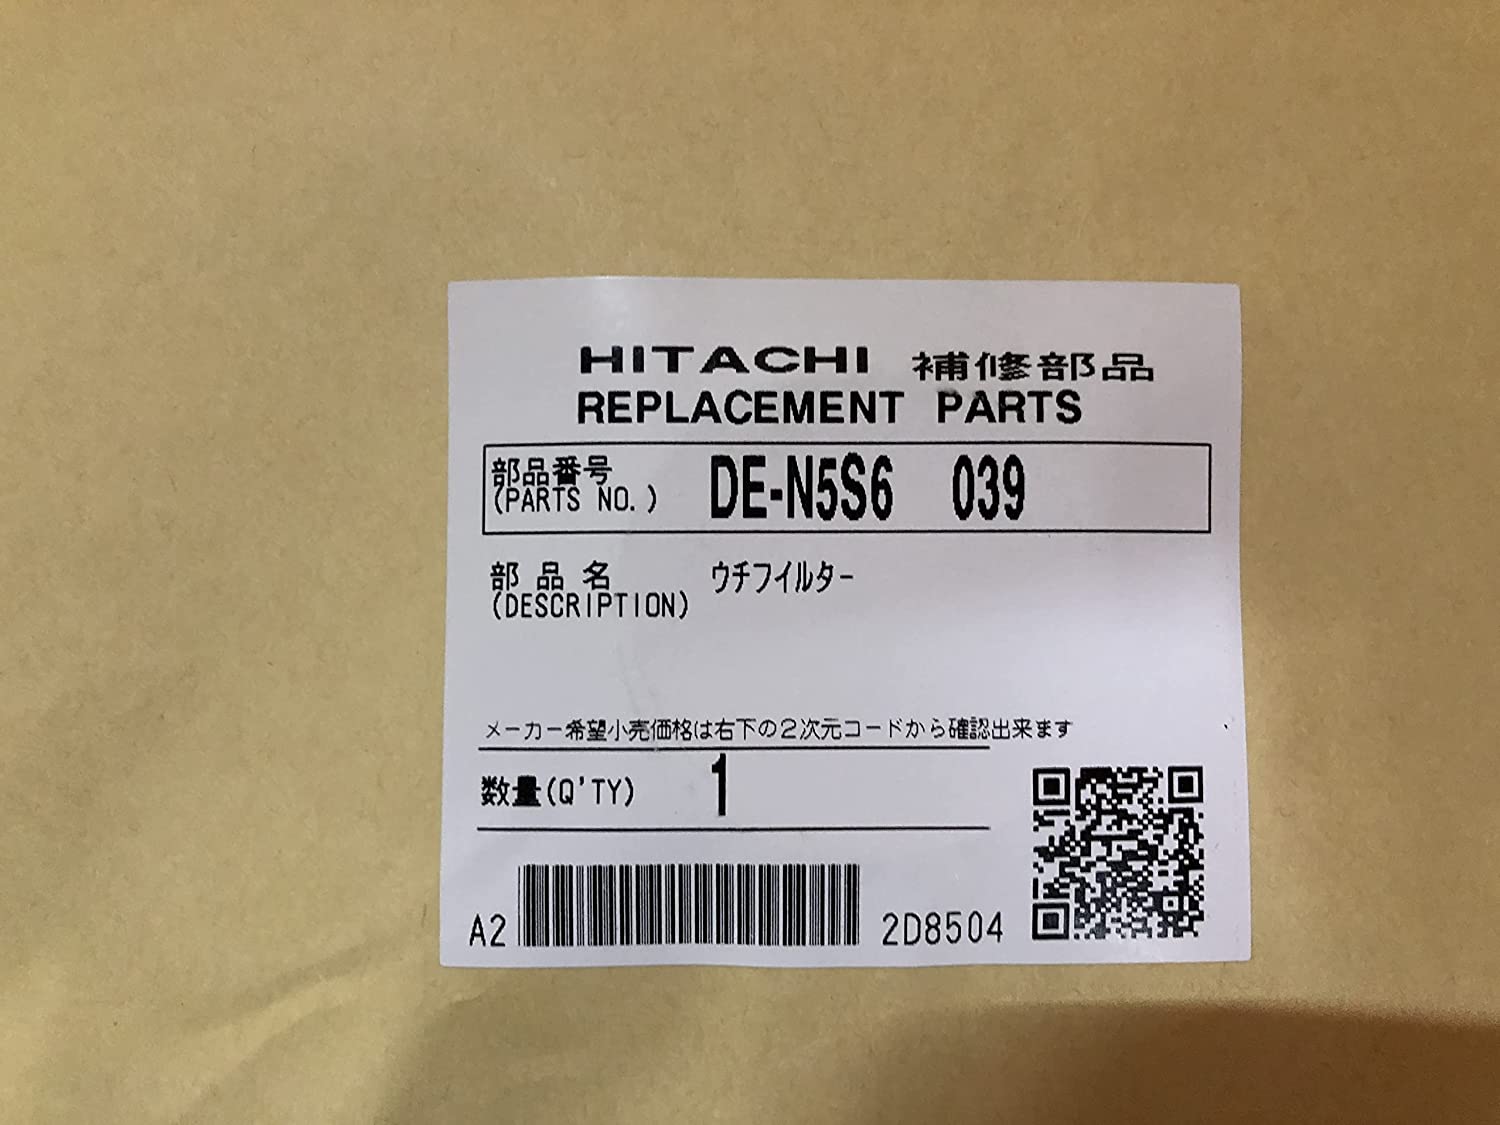 HITACHI 補修部品
REPLACEMENT PARTS
部品番号
(PARTS NO.) DE-N5S6 039
部品名 ウチフイルター
(DESCRIPTION)
メーカー希望小売価格は右下の2次元コードから確認出来ます
数量(Q'TY) 1
A2 2D8504